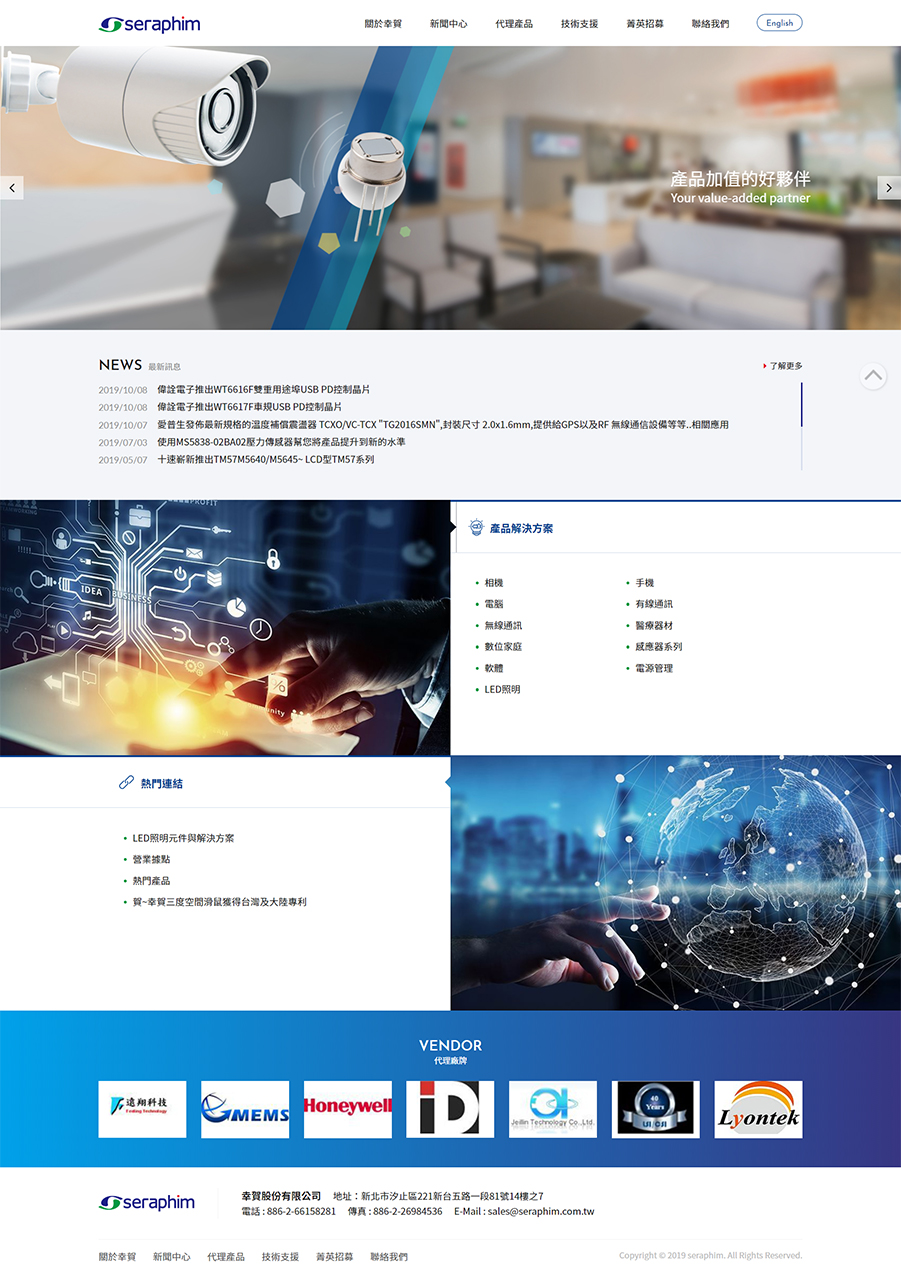 seraphim
關於幸賀 新聞中心 代理產品 技術支援 菁英招募 聯絡我們 English
產品加值的好夥伴
Your value-added partner
NEWS 最新訊息
了解更多
2019/10/08 偉詮電子推出WT6616F雙重用途埠USB PD控制晶片
2019/10/08 偉詮電子推出WT6617F車規USB PD控制晶片
2019/10/07 愛普生發佈最新規格的溫度補償震盪器 TCXO/VC-TCX "TG2016SMN",封裝尺寸 2.0x1.6mm,提供給GPS以及RF 無線通信設備等等..相關應用
2019/07/03 使用MS5838-02BA02壓力傳感器幫您將產品提升到新的水準
2019/05/07 十速嶄新推出TM57M5640/M5645~ LCD型TM57系列
PROFIT
IDEA
BUSINESS
產品解決方案
相機 手機
電腦 有線通訊
無線通訊 醫療器材
數位家庭 感應器系列
軟體 電源管理
LED照明
熱門連結
LED照明元件與解決方案
營業據點
熱門產品
賀~幸賀三度空間滑鼠獲得台灣及大陸專利
VENDOR
代理廠牌
遠翔科技
Feeling Technology
GMEMS
Honeywell
iD
Jeilin Technology Co.,Ltd.
40
Years
Lyontek
seraphim
幸賀股份有限公司 地址：新北市汐止區221新台五路一段81號14樓之7
電話 : 886-2-66158281 傳真 : 886-2-26984536 E-Mail : sales@seraphim.com.tw
關於幸賀 新聞中心 代理產品 技術支援 菁英招募 聯絡我們
Copyright © 2019 seraphim. All Rights Reserved.